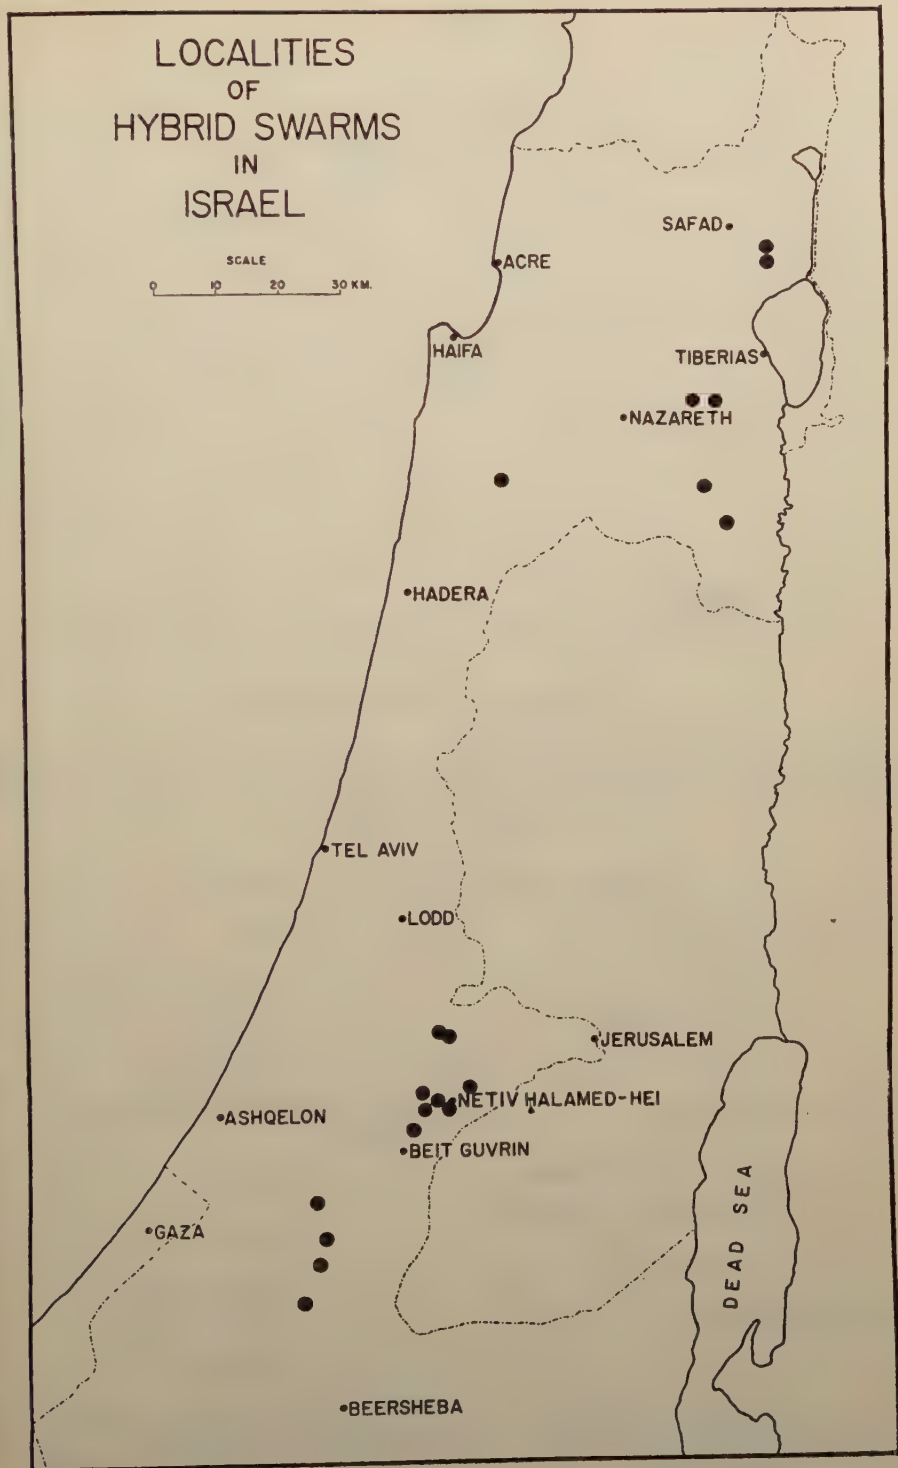 LOCALITIES
OF
HYBRID SWARMS
IN
ISRAEL
SCALE
0 10 20 30 KM.
SAFAD
ACRE
HAIFA
TIBERIAS
NAZARETH
HADERA
TEL AVIV
LODD
JERUSALEM
NETIV HALAMED-HEI
ASHQELON
BEIT GUVRIN
GAZA
DEAD SEA
BEERSHEBA